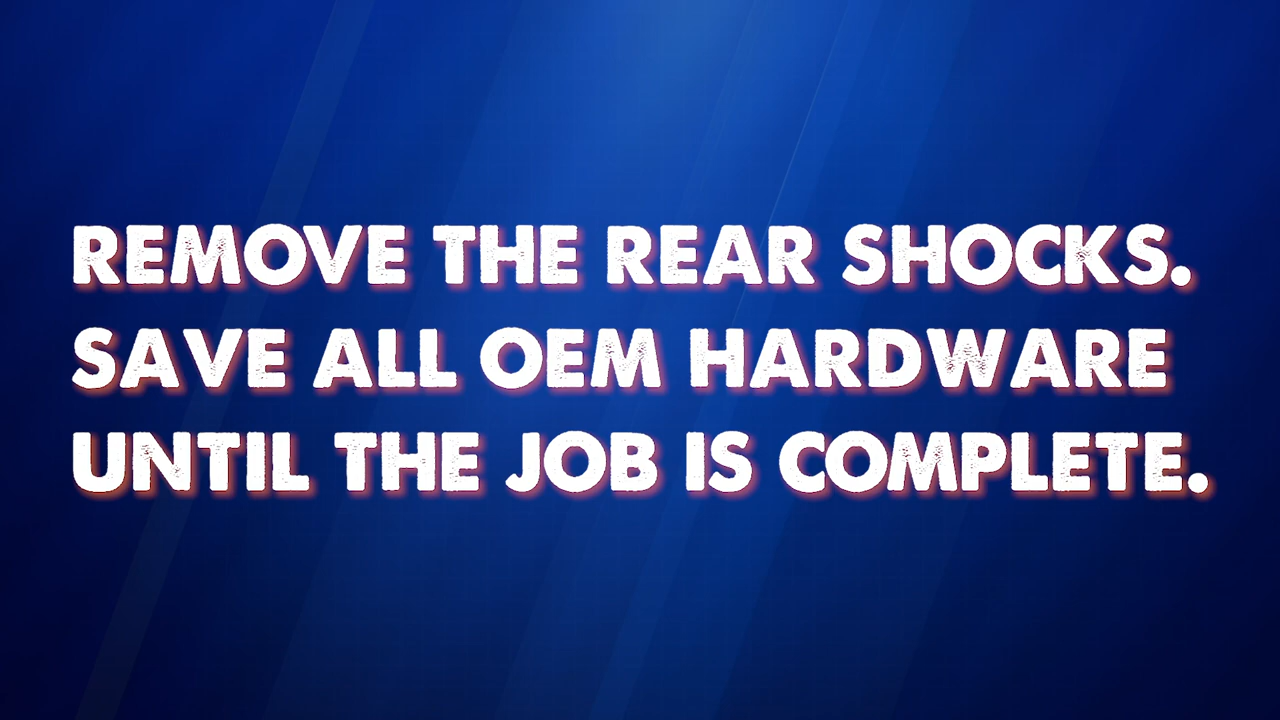 REMOVE THE REAR SHOCKS.
SAVE ALL OEM HARDWARE
UNTIL THE JOB IS COMPLETE.